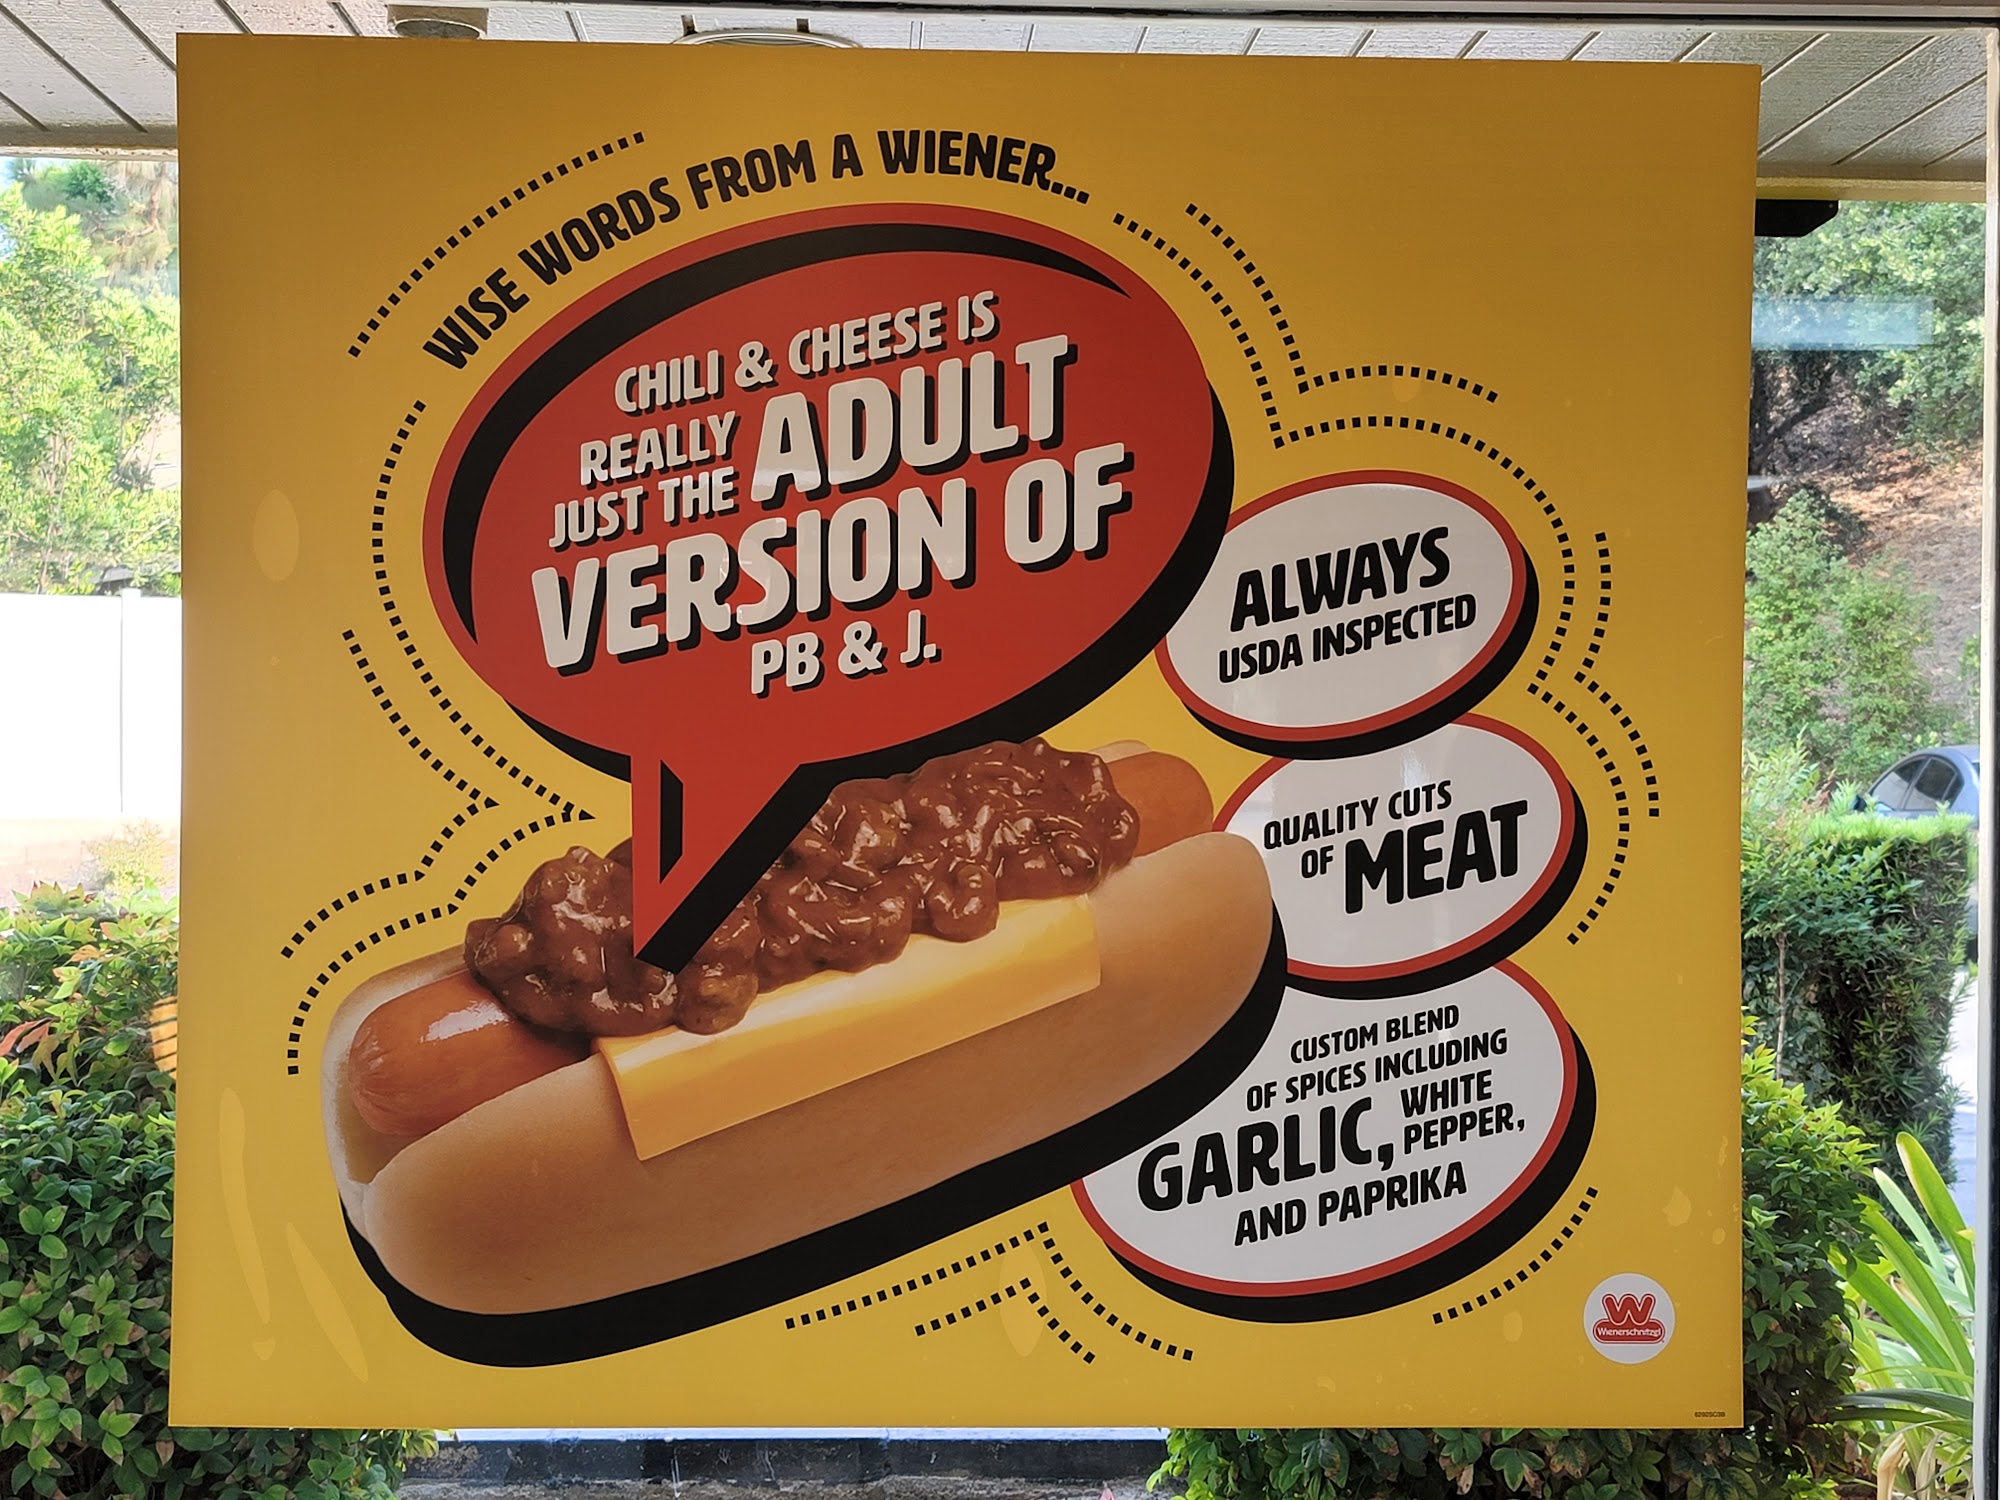 WISE WORDS FROM A WIENER...
CHILI & CHEESE IS
REALLY
JUST THE ADULT
VERSION OF
PB & J.
ALWAYS
USDA INSPECTED
QUALITY CUTS
OF MEAT
CUSTOM BLEND
OF SPICES INCLUDING
GARLIC, WHITE
PEPPER,
AND PAPRIKA
W
Wienerschnitzel